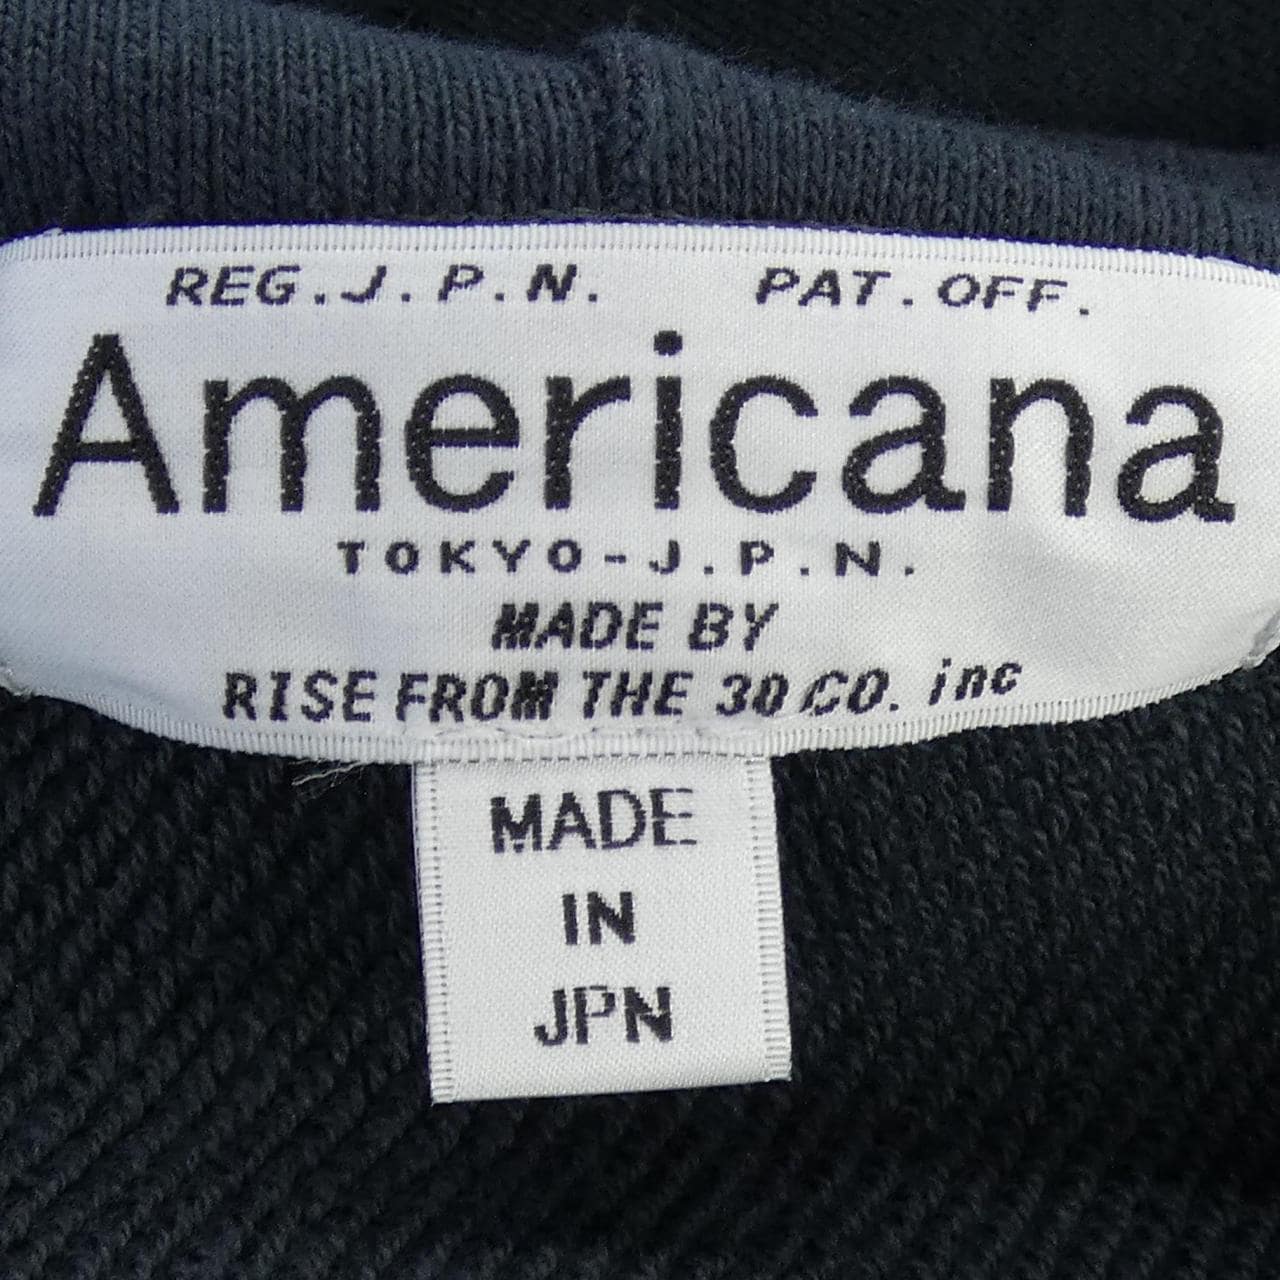 REG.J.P.N. PAT.OFF.
Americana
TOKYO-J.P.N.
MADE BY
RISE FROM THE 30 CO. inc
MADE
IN
JPN